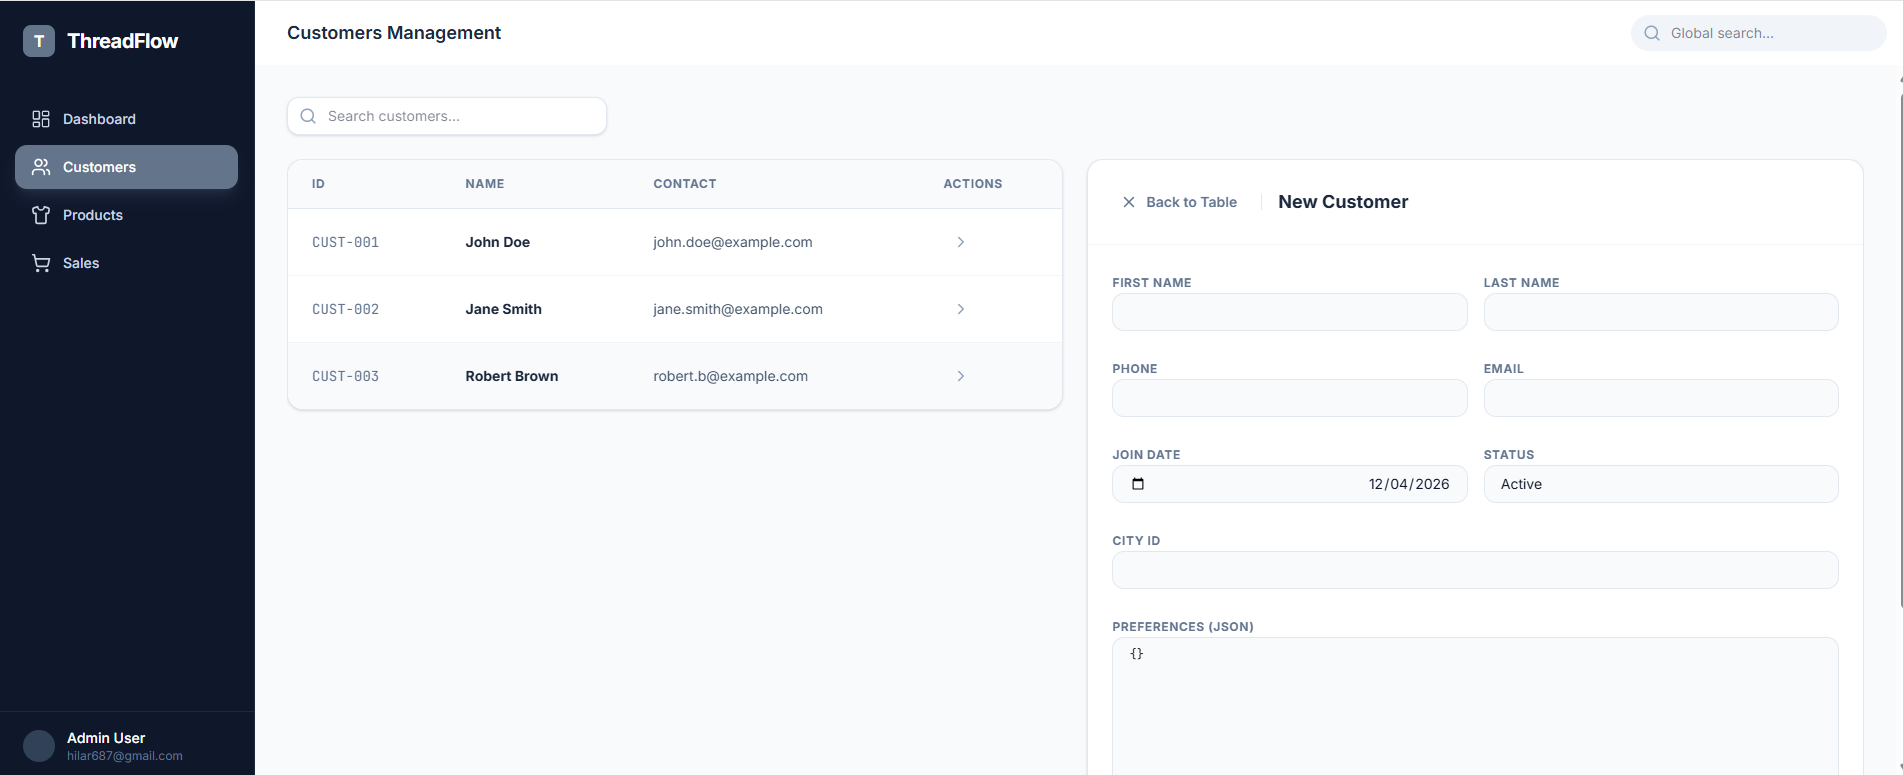 T ThreadFlow
Dashboard
Customers
Products
Sales
Admin User
hilar687@gmail.com
Customers Management
Global search...
Search customers...
ID NAME CONTACT ACTIONS
CUST-001 John Doe john.doe@example.com
CUST-002 Jane Smith jane.smith@example.com
CUST-003 Robert Brown robert.b@example.com
Back to Table New Customer
FIRST NAME LAST NAME
PHONE EMAIL
JOIN DATE STATUS
12/04/2026 Active
CITY ID
PREFERENCES (JSON)
{}